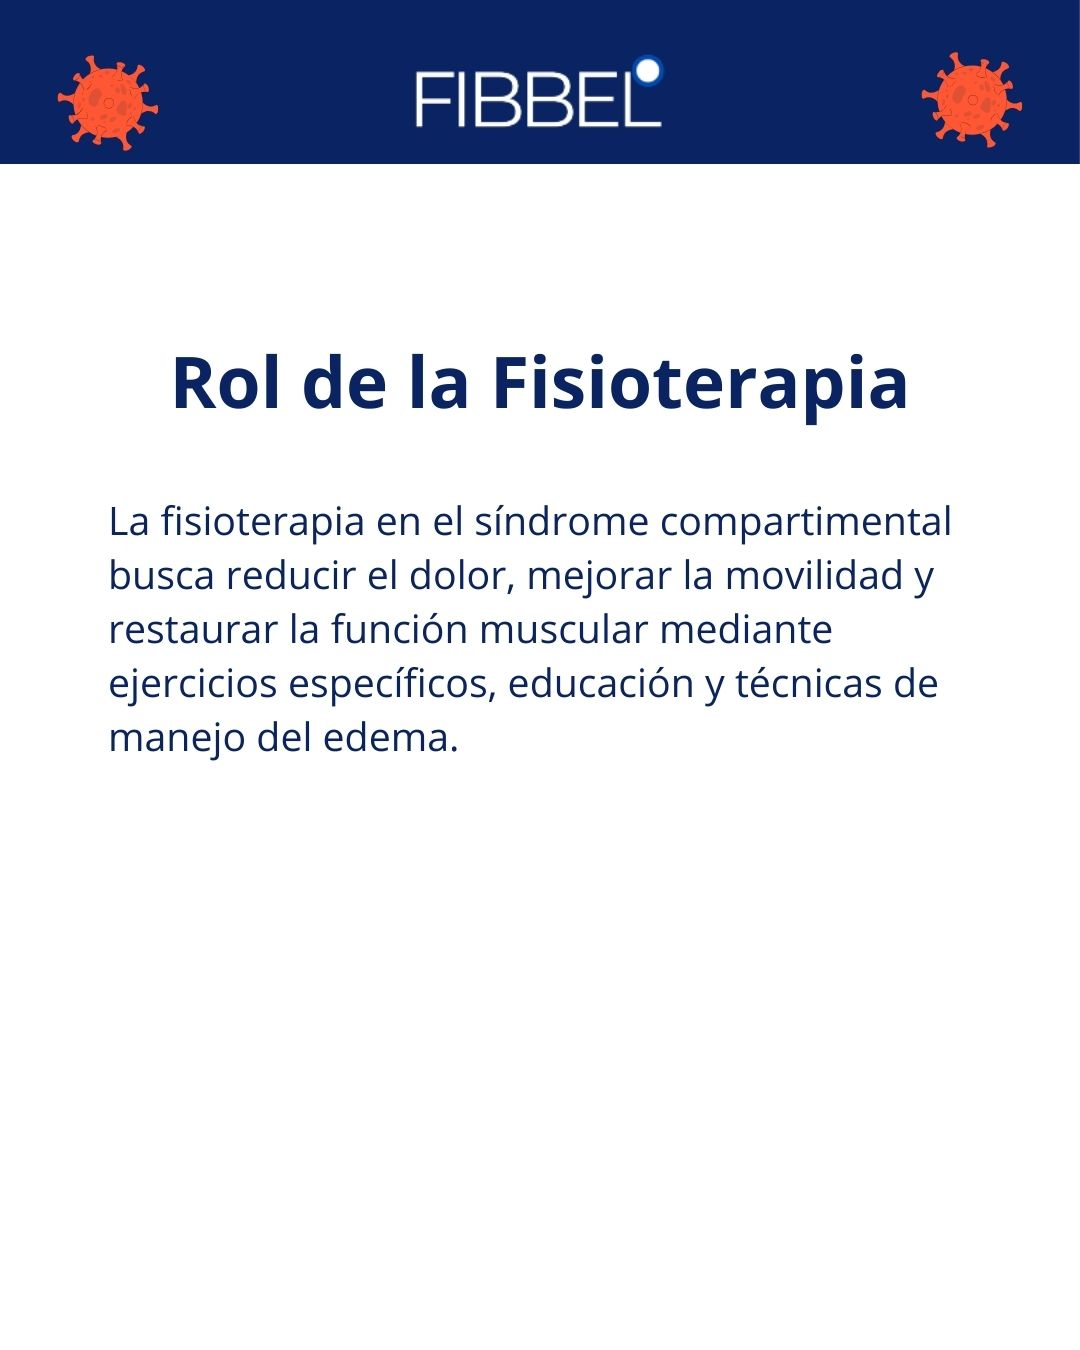 FIBBEL
Rol de la Fisioterapia
La fisioterapia en el síndrome compartimental
busca reducir el dolor, mejorar la movilidad y
restaurar la función muscular mediante
ejercicios específicos, educación y técnicas de
manejo del edema.